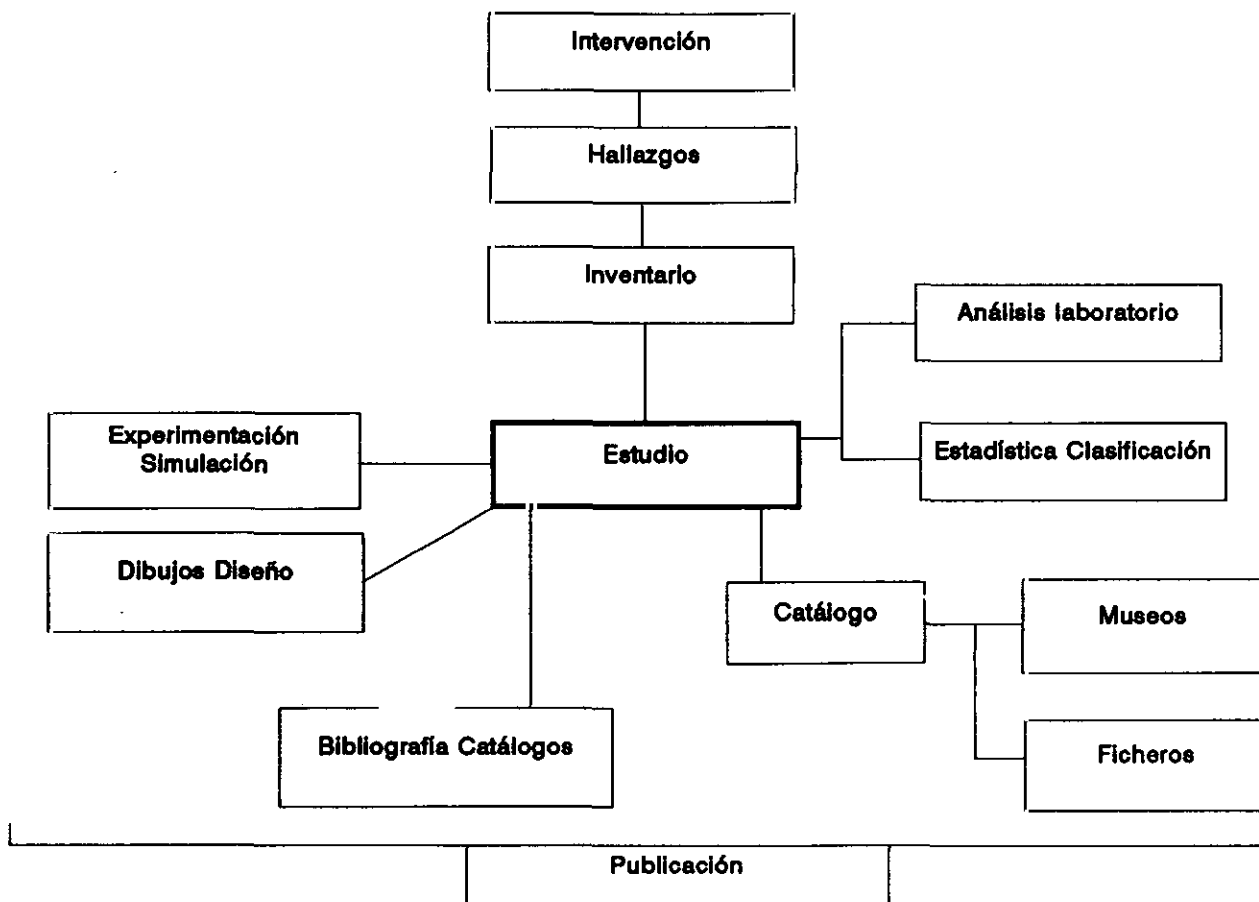 Intervención
Hallazgos
Inventario
Análisis laboratorio
Experimentación
Simulación
Estudio
Estadística Clasificación
Dibujos Diseño
Catálogo
Museos
Bibliografía Catálogos
Ficheros
Publicación